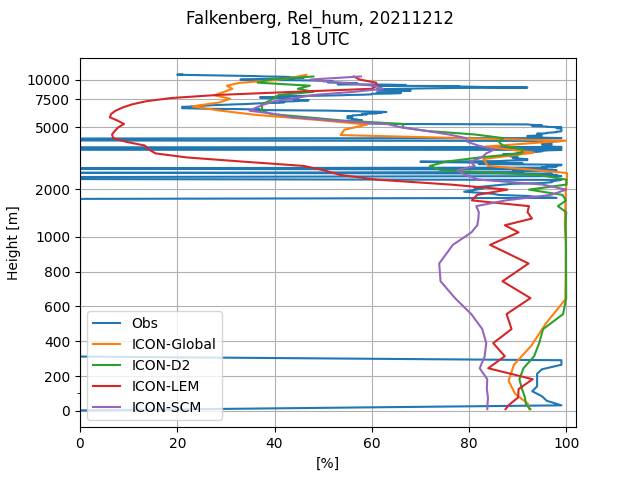 Falkenberg, Rel_hum, 20211212
18 UTC
10000
7500
5000
2000
1000
800
600
400
200
0
Height [m]
Obs
ICON-Global
ICON-D2
ICON-LEM
ICON-SCM
0 20 40 60 80 100
[%]